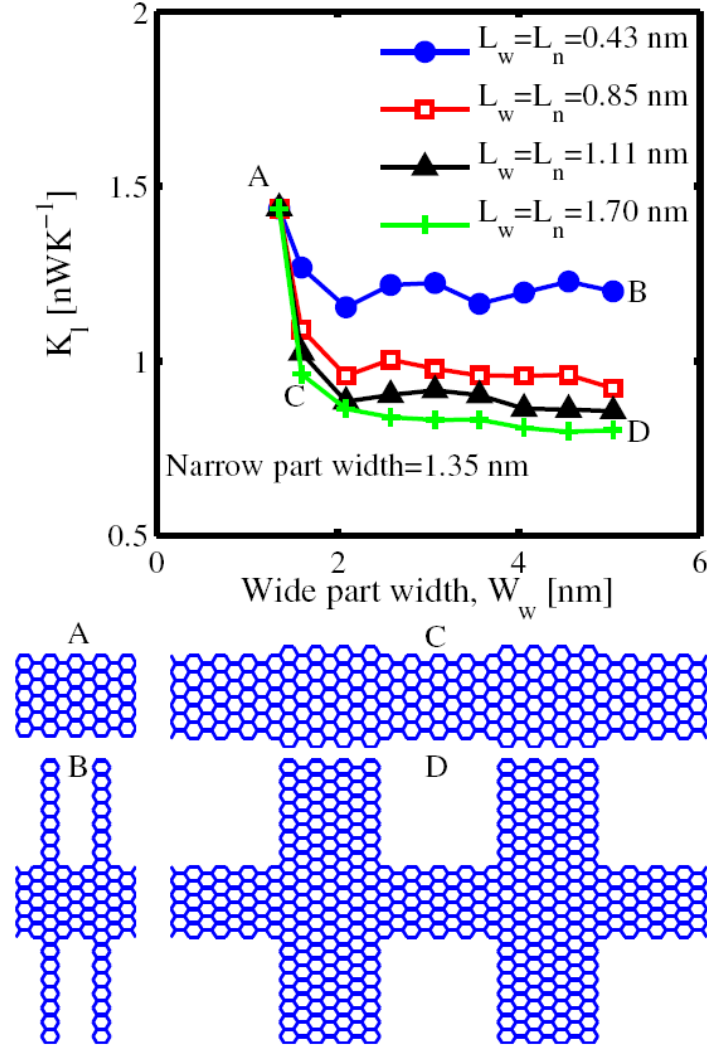 2
1.5
1
0.5
K_l [nWK⁻¹]
L_w=L_n=0.43 nm
L_w=L_n=0.85 nm
L_w=L_n=1.11 nm
L_w=L_n=1.70 nm
A
B
C
D
Narrow part width=1.35 nm
0 2 4 6
Wide part width, W_w [nm]
A C
B D